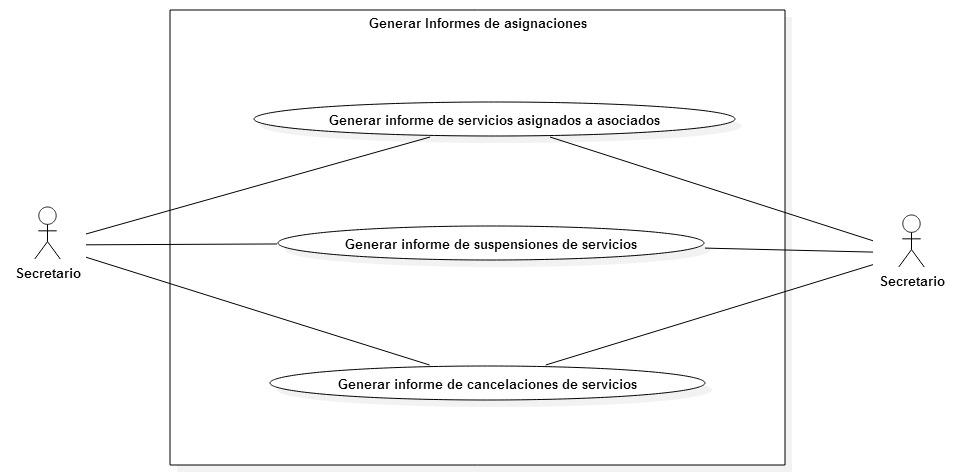 Generar Informes de asignaciones
Generar informe de servicios asignados a asociados
Generar informe de suspensiones de servicios
Secretario
Secretario
Generar informe de cancelaciones de servicios